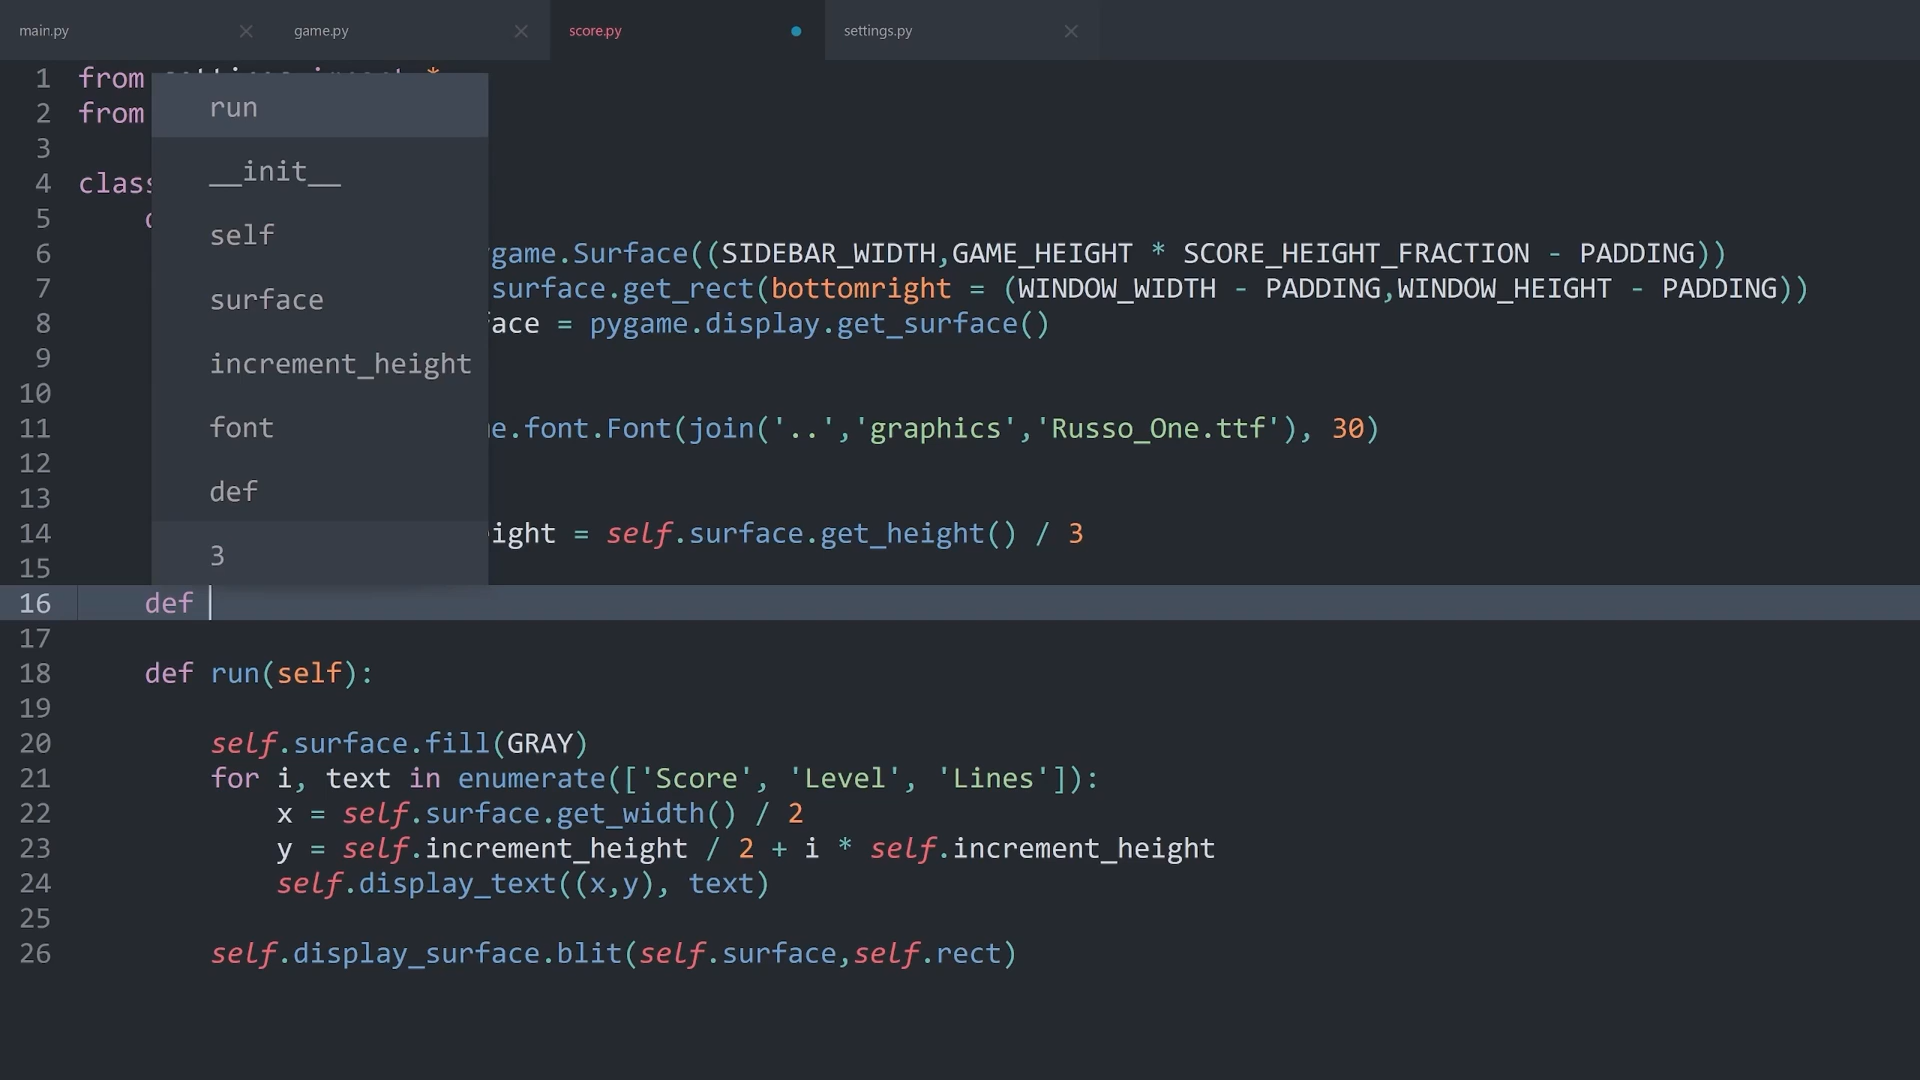 main.py
game.py
score.py
settings.py
1 from import *
2 from
3
4 class
5
6 game.Surface((SIDEBAR_WIDTH,GAME_HEIGHT * SCORE_HEIGHT_FRACTION - PADDING))
7 surface.get_rect(bottomright = (WINDOW_WIDTH - PADDING,WINDOW_HEIGHT - PADDING))
8 face = pygame.display.get_surface()
9
10
11 e.font.Font(join('..','graphics','Russo_One.ttf'), 30)
12
13
14 ight = self.surface.get_height() / 3
15
16 def
17
18 def run(self):
19
20 self.surface.fill(GRAY)
21 for i, text in enumerate(['Score', 'Level', 'Lines']):
22 x = self.surface.get_width() / 2
23 y = self.increment_height / 2 + i * self.increment_height
24 self.display_text((x,y), text)
25
26 self.display_surface.blit(self.surface,self.rect)
run
__init__
self
surface
increment_height
font
def
3